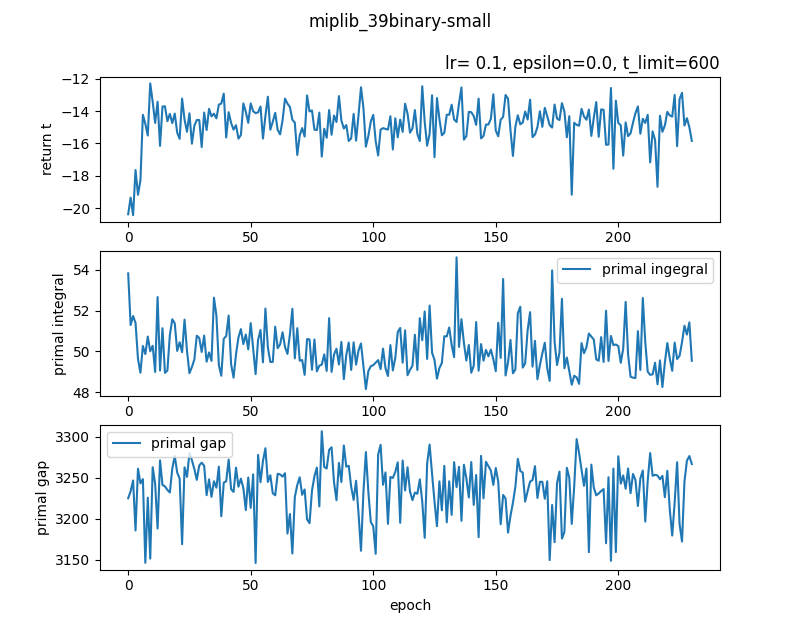 miplib_39binary-small
lr= 0.1, epsilon=0.0, t_limit=600
return t
−12
−14
−16
−18
−20
0 50 100 150 200
primal integral
54
52
50
48
primal ingegral
0 50 100 150 200
primal gap
3300
3250
3200
3150
primal gap
0 50 100 150 200
epoch